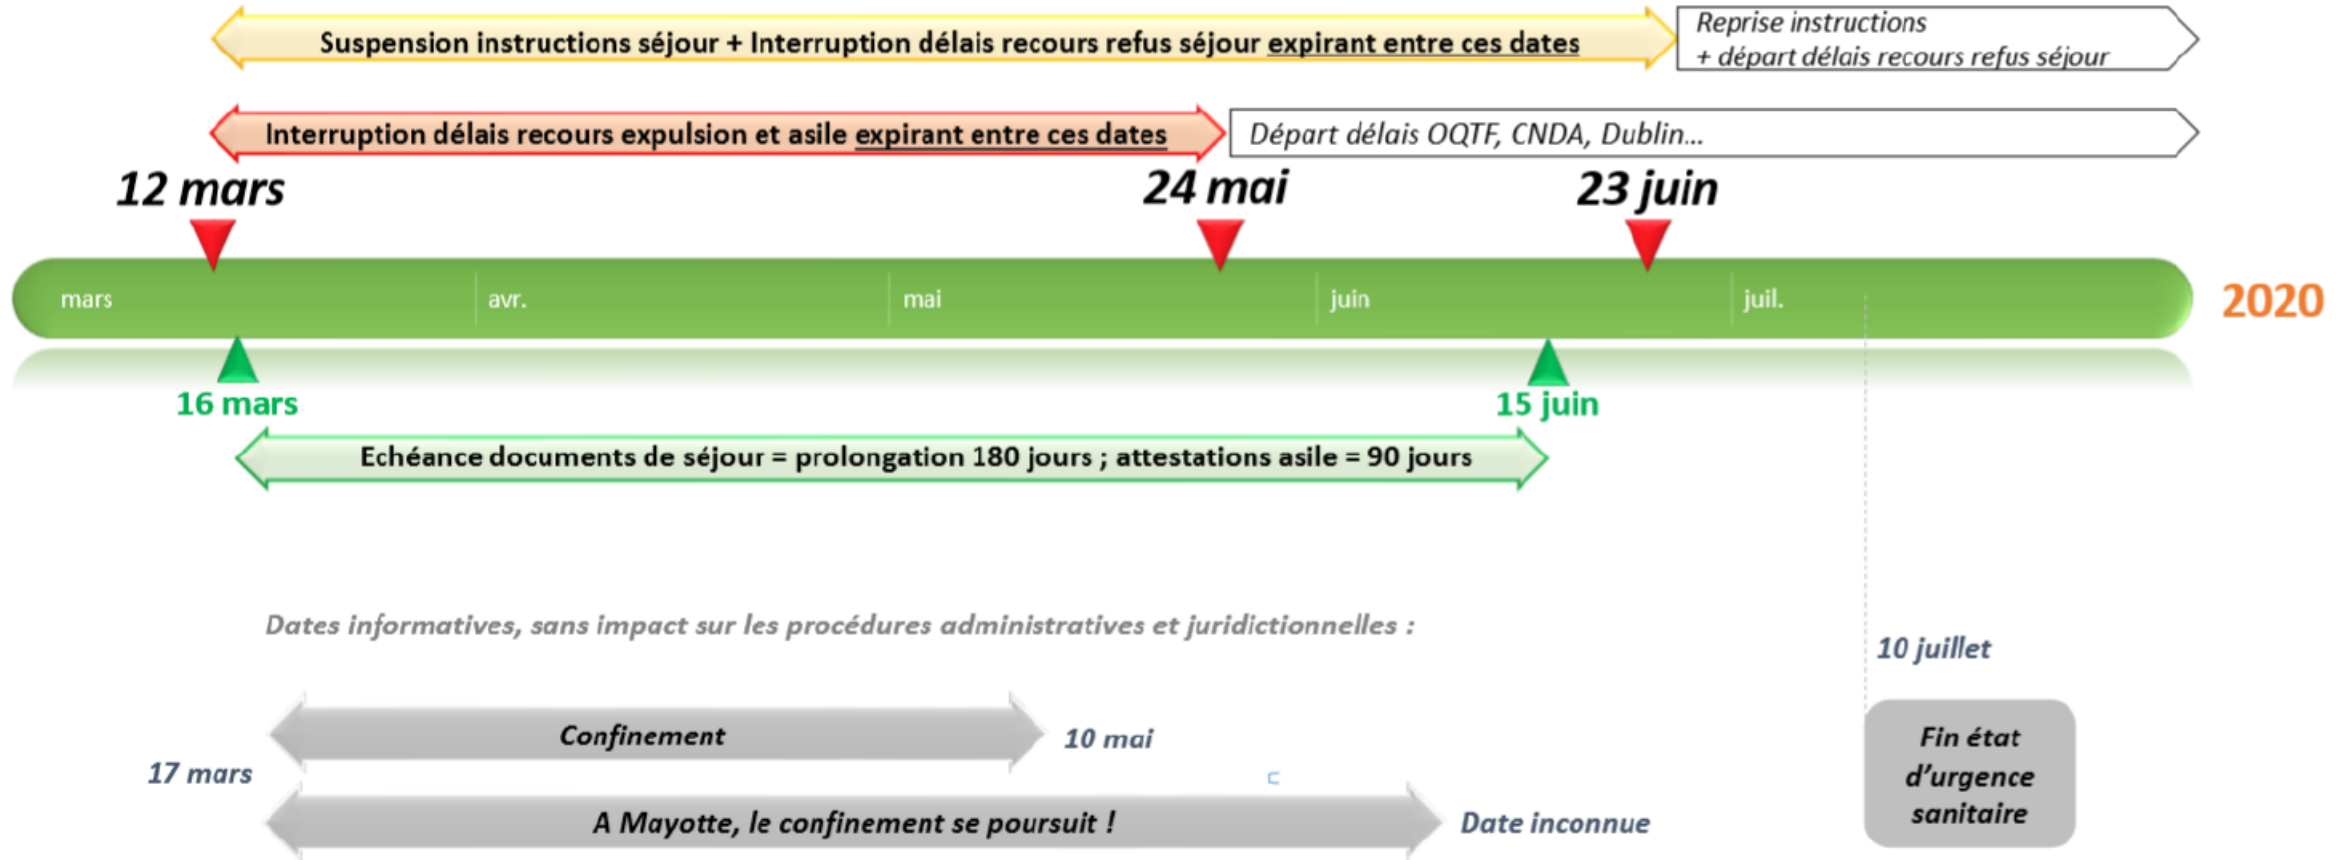 Suspension instructions séjour + Interruption délais recours refus séjour expirant entre ces dates
Reprise instructions
+ départ délais recours refus séjour
Interruption délais recours expulsion et asile expirant entre ces dates
Départ délais OQTF, CNDA, Dublin...
12 mars
24 mai
23 juin
mars
avr.
mai
juin
juil.
2020
16 mars
15 juin
Echéance documents de séjour = prolongation 180 jours ; attestations asile = 90 jours
Dates informatives, sans impact sur les procédures administratives et juridictionnelles :
10 juillet
Confinement
10 mai
17 mars
A Mayotte, le confinement se poursuit !
Date inconnue
Fin état
d'urgence
sanitaire